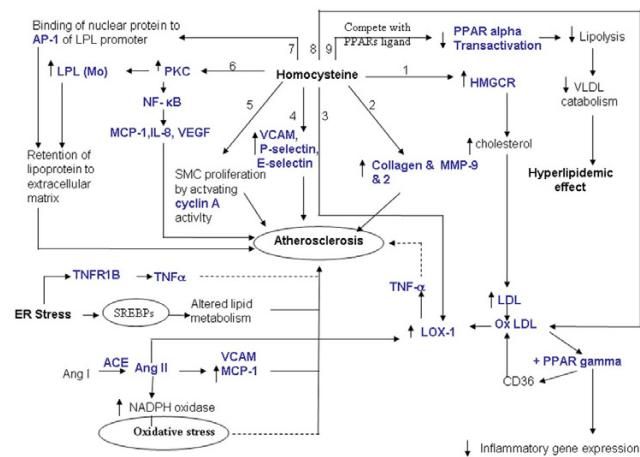 Binding of nuclear protein to
AP-1 of LPL promoter
7
8
9
Compete with
PPARs ligand
↓ PPAR alpha
Transactivation
↓ Lipolysis
↑ LPL (Mo)
↑ PKC
6
Homocysteine
1
↑ HMGCR
↓ VLDL
catabolism
NF- κB
5
4
3
2
MCP-1,IL-8, VEGF
↑ VCAM,
P-selectin,
E-selectin
↑ cholesterol
Retention of
lipoprotein to
extracellular
matrix
SMC proliferation
by actvating
cyclin A
activity
↑ Collagen & MMP-9
& 2
Hyperlipidemic
effect
Atherosclerosis
TNFR1B
TNFα
TNF-α
ER Stress
SREBPs
Altered lipid
metabolism
↑ LDL
↑ LOX-1
Ox LDL
Ang I
ACE
Ang II
↑ VCAM
MCP-1
+ PPAR gamma
CD36
↑ NADPH oxidase
Oxidative stress
↓ Inflammatory gene expression